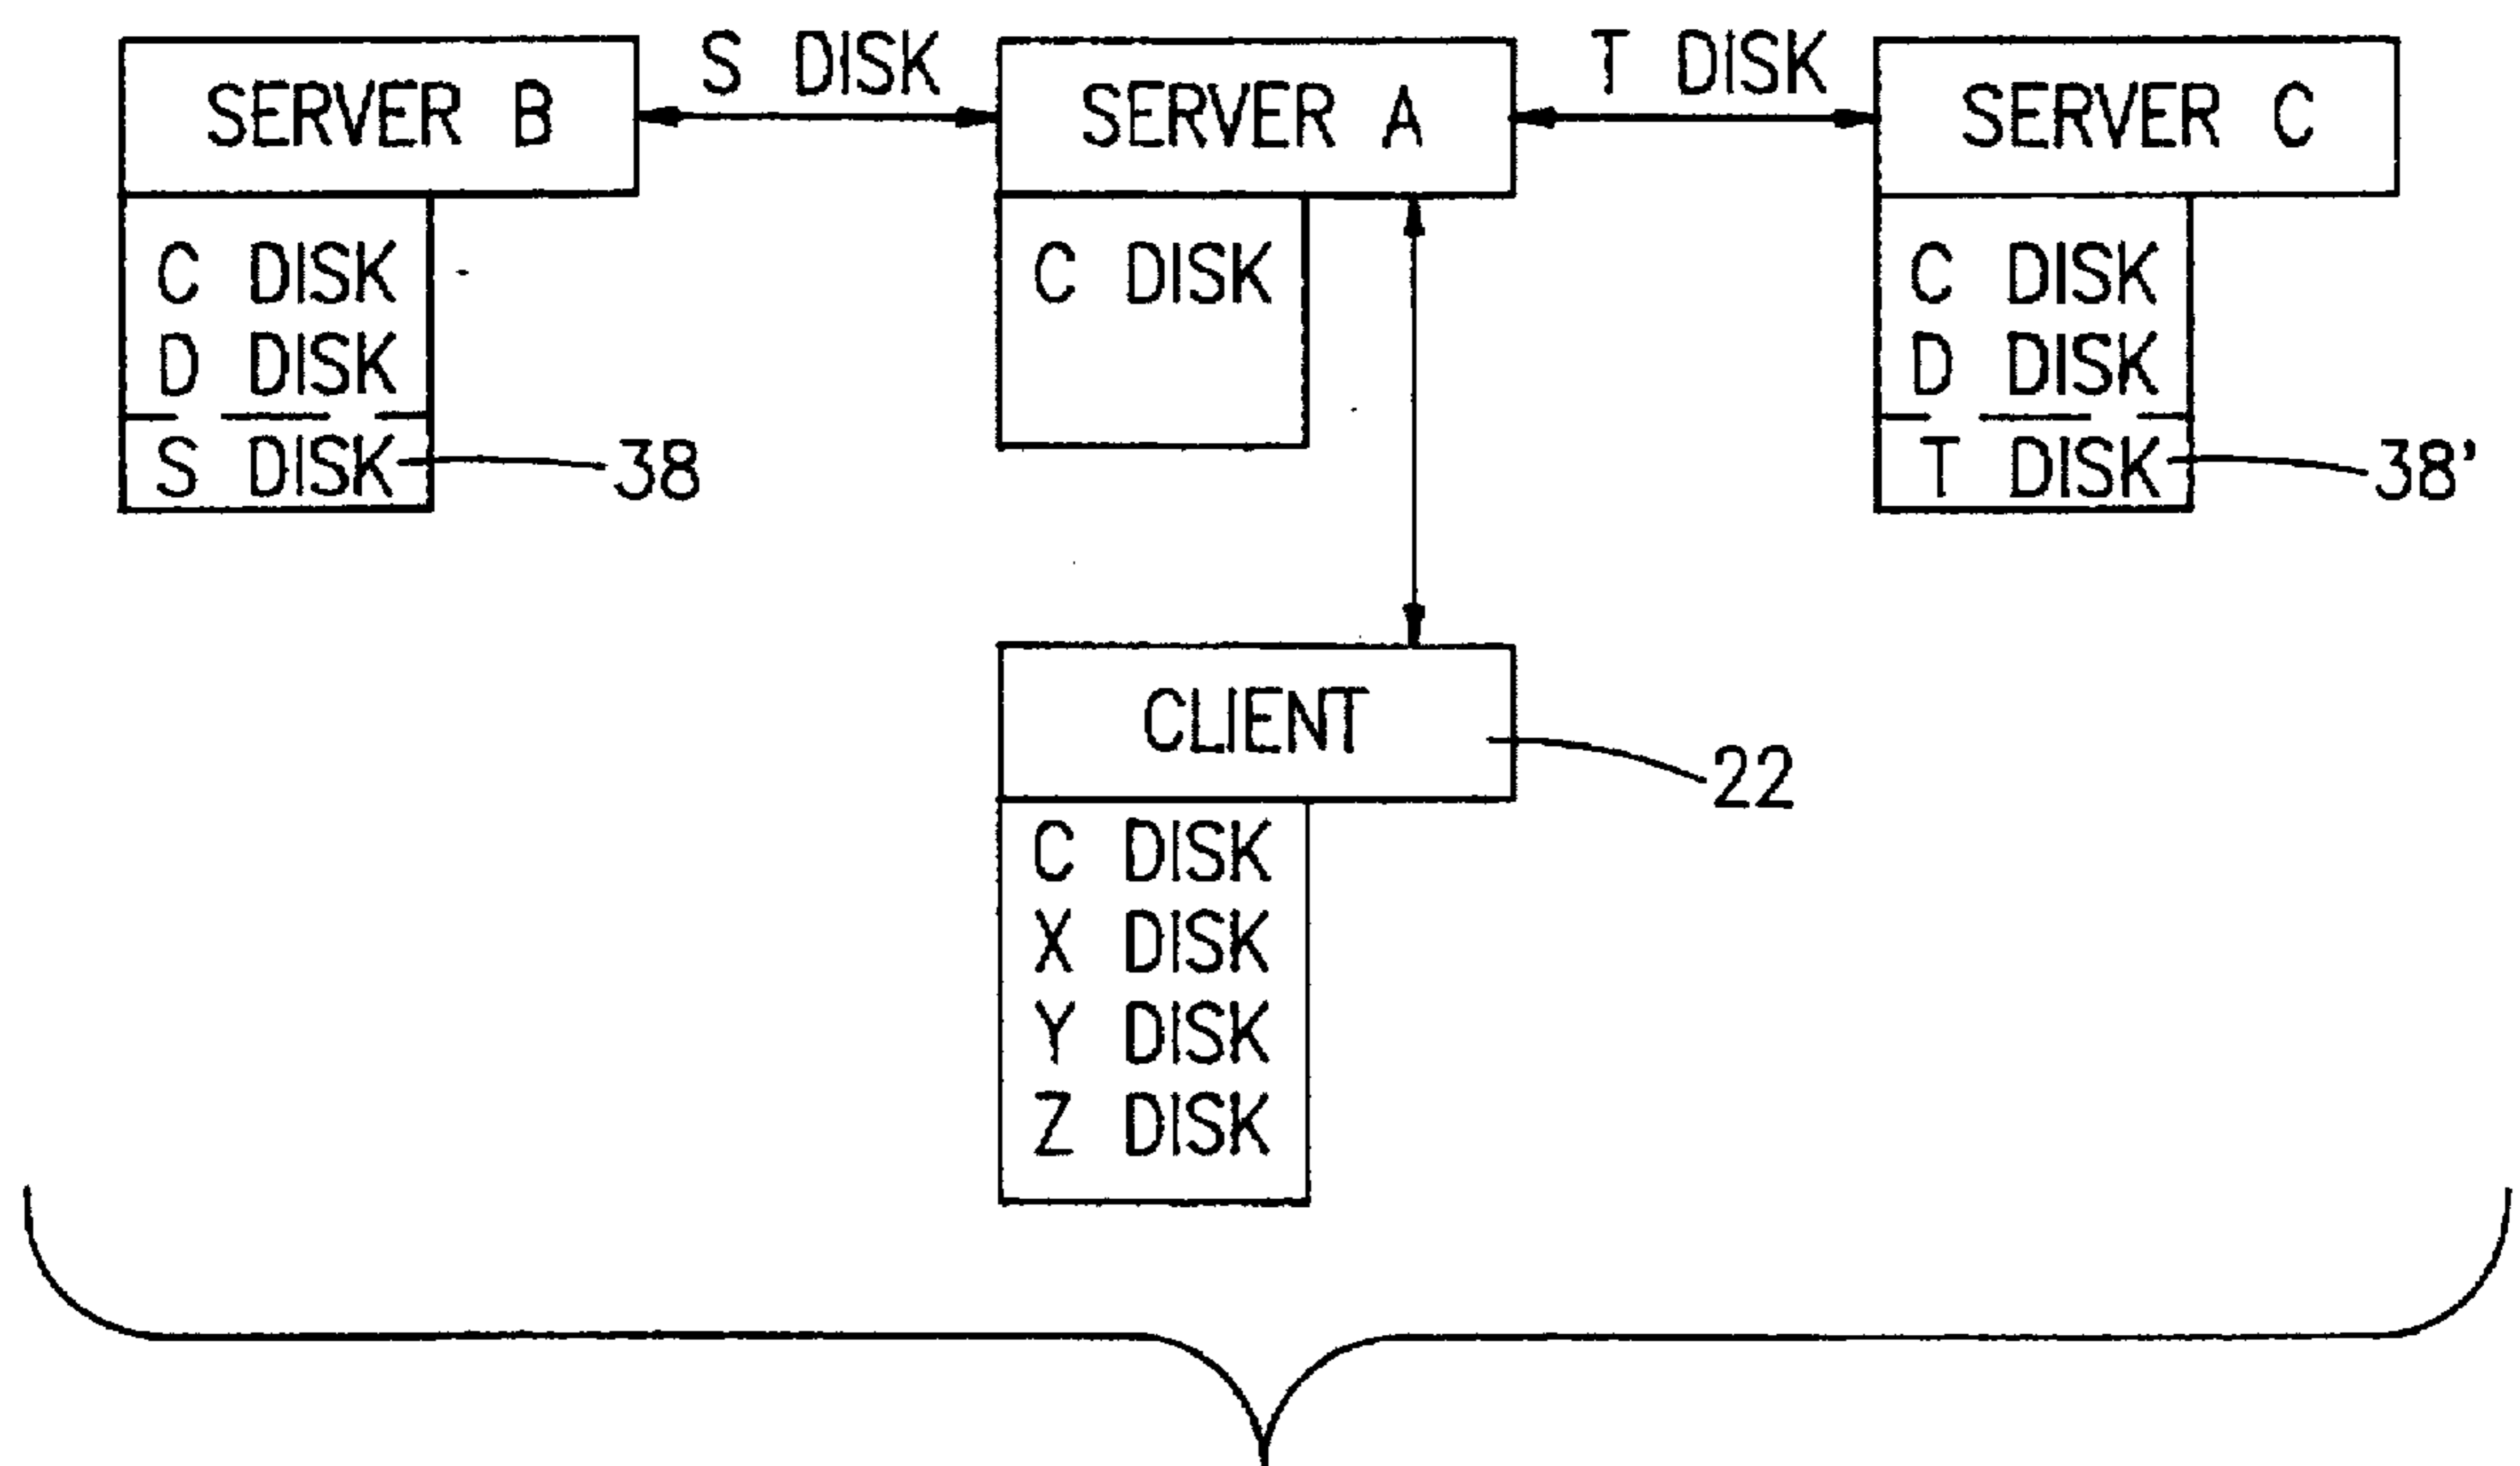 S DISK
T DISK
SERVER B
SERVER A
SERVER C
C DISK
D DISK
S DISK
38
C DISK
C DISK
D DISK
T DISK
38'
CLIENT
22
C DISK
X DISK
Y DISK
Z DISK